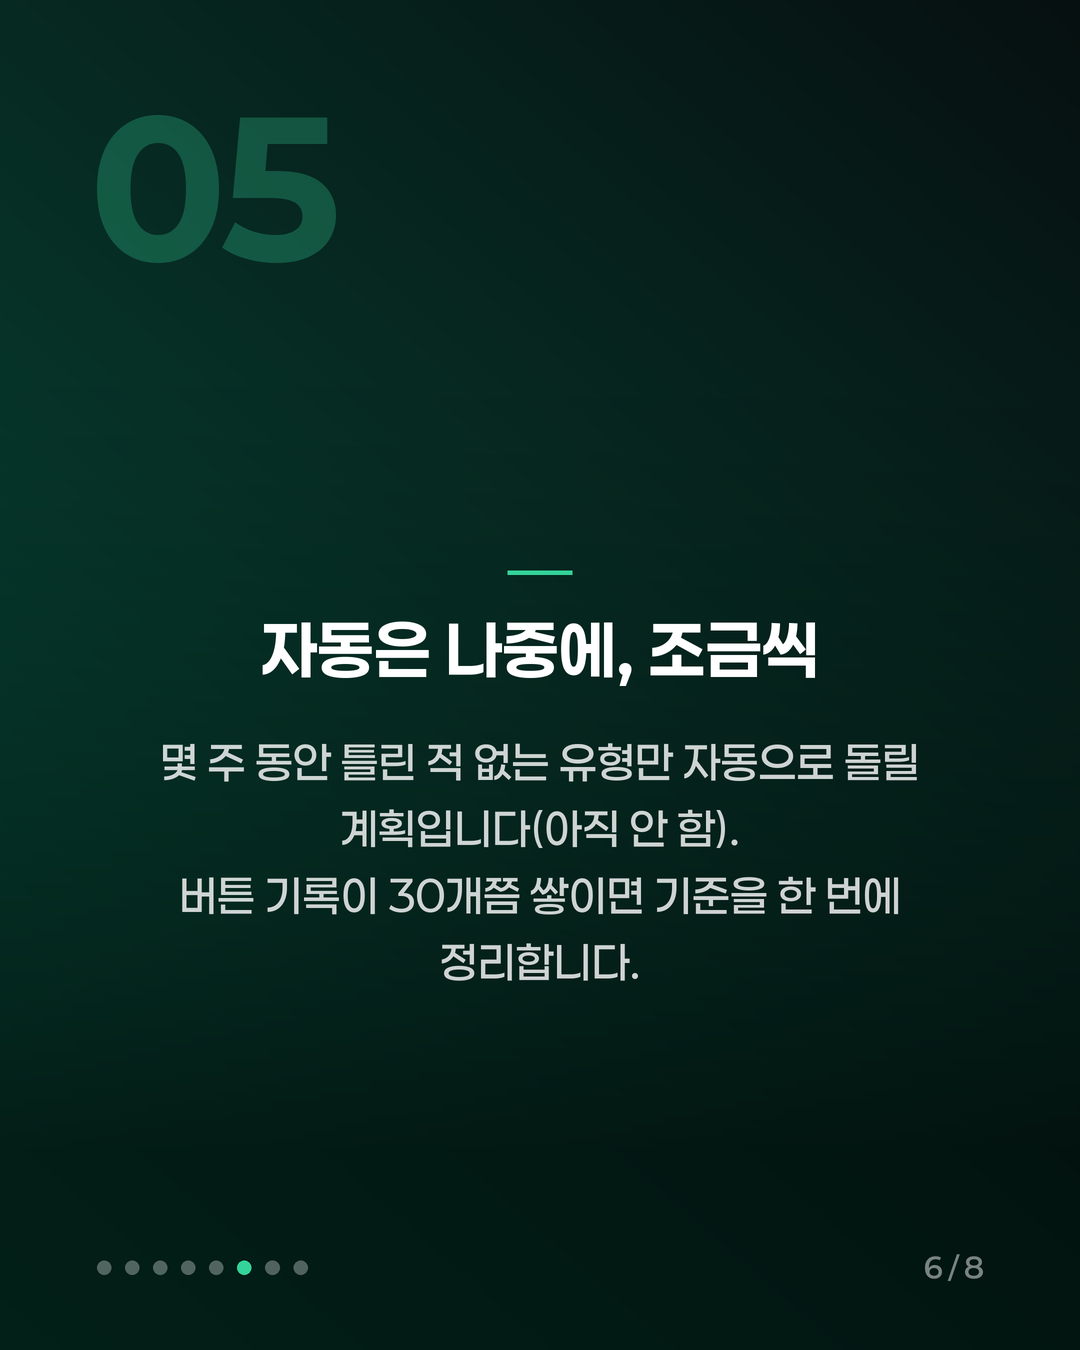 05
자동은 나중에, 조금씩
몇 주 동안 틀린 적 없는 유형만 자동으로 돌릴
계획입니다(아직 안 함).
버튼 기록이 30개쯤 쌓이면 기준을 한 번에
정리합니다.
6/8